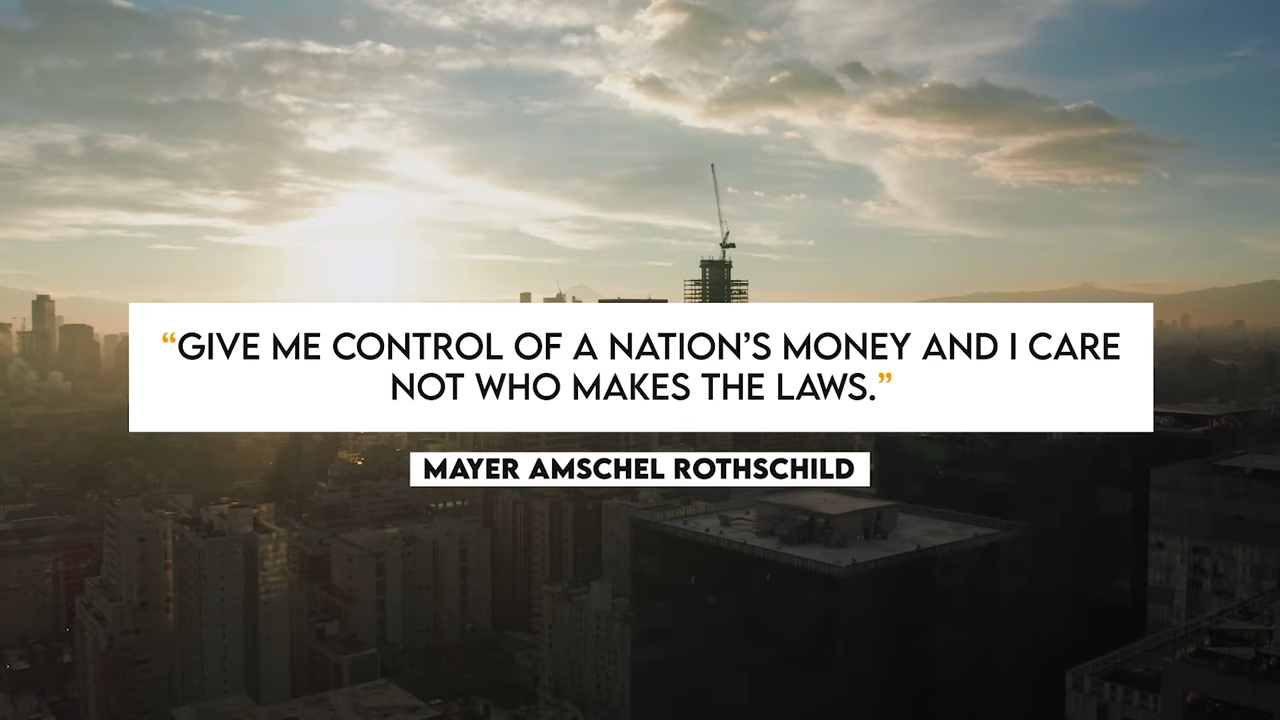 “GIVE ME CONTROL OF A NATION’S MONEY AND I CARE
NOT WHO MAKES THE LAWS.”
MAYER AMSCHEL ROTHSCHILD